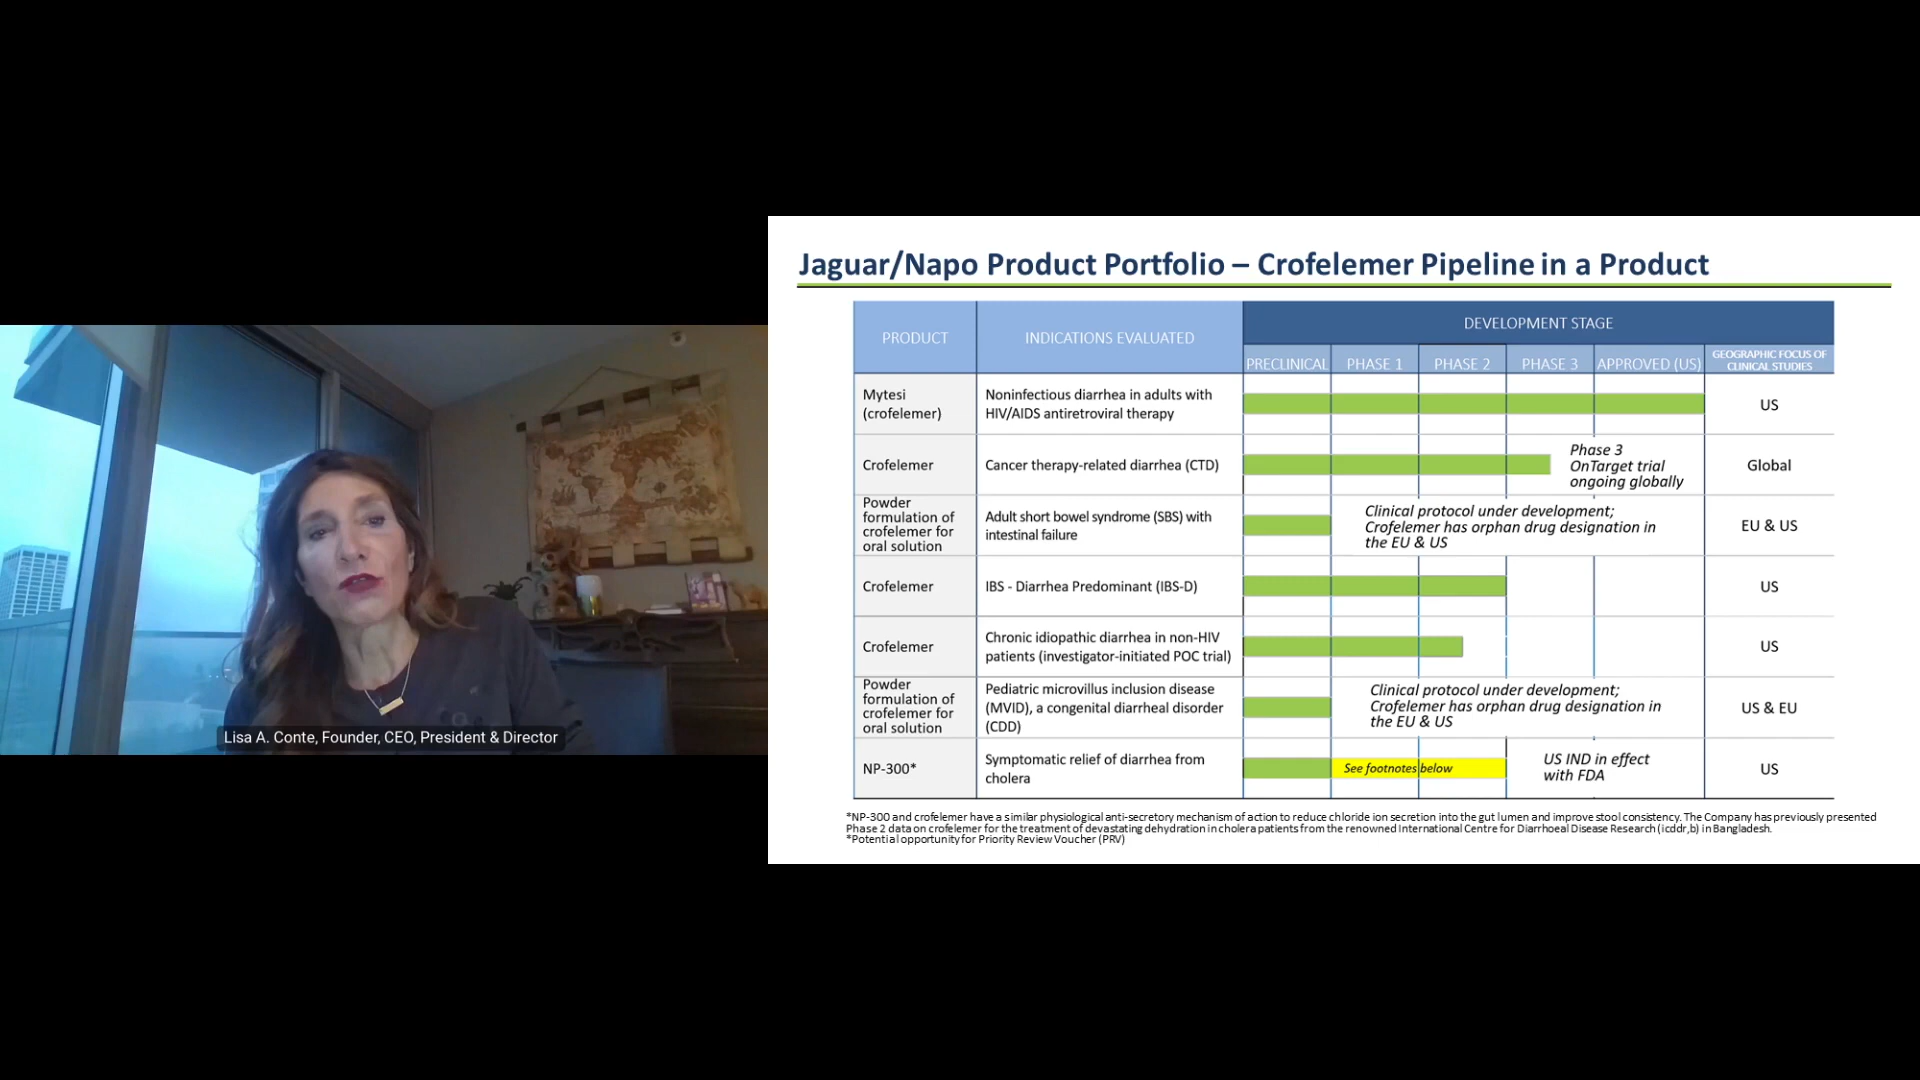 Jaguar/Napo Product Portfolio – Crofelemer Pipeline in a Product
PRODUCT
INDICATIONS EVALUATED
DEVELOPMENT STAGE
PRECLINICAL
PHASE 1
PHASE 2
PHASE 3
APPROVED (US)
GEOGRAPHIC FOCUS OF
CLINICAL STUDIES
Mytesi
(crofelemer)
Noninfectious diarrhea in adults with
HIV/AIDS antiretroviral therapy
US
Crofelemer
Cancer therapy-related diarrhea (CTD)
Phase 3
OnTarget trial
ongoing globally
Global
Powder
formulation of
crofelemer for
oral solution
Adult short bowel syndrome (SBS) with
intestinal failure
Clinical protocol under development;
Crofelemer has orphan drug designation in
the EU & US
EU & US
Crofelemer
IBS - Diarrhea Predominant (IBS-D)
US
Crofelemer
Chronic idiopathic diarrhea in non-HIV
patients (investigator-initiated POC trial)
US
Powder
formulation of
crofelemer for
oral solution
Pediatric microvillus inclusion disease
(MVID), a congenital diarrheal disorder
(CDD)
Clinical protocol under development;
Crofelemer has orphan drug designation in
the EU & US
US & EU
NP-300*
Symptomatic relief of diarrhea from
cholera
See footnotes below
US IND in effect
with FDA
US
*NP-300 and crofelemer have a similar physiological anti-secretory mechanism of action to reduce chloride ion secretion into the gut lumen and improve stool consistency. The Company has previously presented
Phase 2 data on crofelemer for the treatment of devastating dehydration in cholera patients from the renowned International Centre for Diarrhoeal Disease Research (icddr,b) in Bangladesh.
*Potential opportunity for Priority Review Voucher (PRV)
Lisa A. Conte, Founder, CEO, President & Director